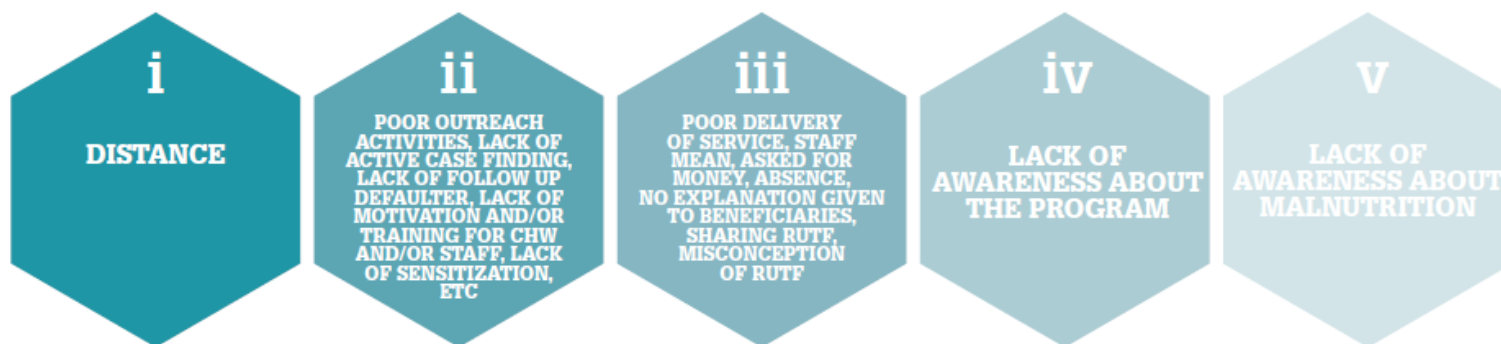 i
DISTANCE
ii
POOR OUTREACH
ACTIVITIES, LACK OF
ACTIVE CASE FINDING,
LACK OF FOLLOW UP
DEFAULTER, LACK OF
MOTIVATION AND/OR
TRAINING FOR CHW
AND/OR STAFF, LACK
OF SENSITIZATION,
ETC
iii
POOR DELIVERY
OF SERVICE, STAFF
MEAN, ASKED FOR
MONEY, ABSENCE,
NO EXPLANATION GIVEN
TO BENEFICIARIES,
SHARING RUTF,
MISCONCEPTION
OF RUTF
iv
LACK OF
AWARENESS ABOUT
THE PROGRAM
v
LACK OF
AWARENESS ABOUT
MALNUTRITION